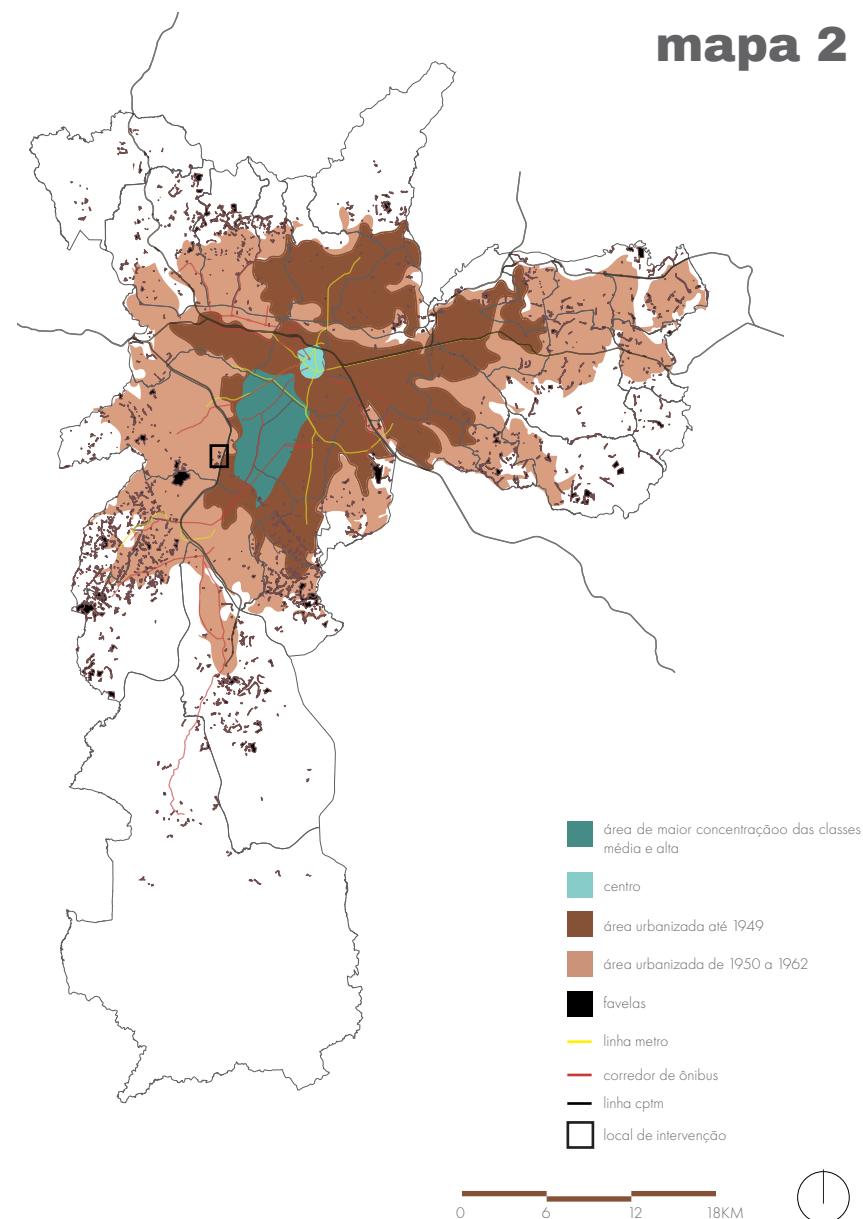 mapa 2
área de maior concentraçãoo das classes
média e alta
centro
área urbanizada até 1949
área urbanizada de 1950 a 1962
favelas
linha metro
corredor de ônibus
linha cptm
local de intervenção
0 6 12 18KM